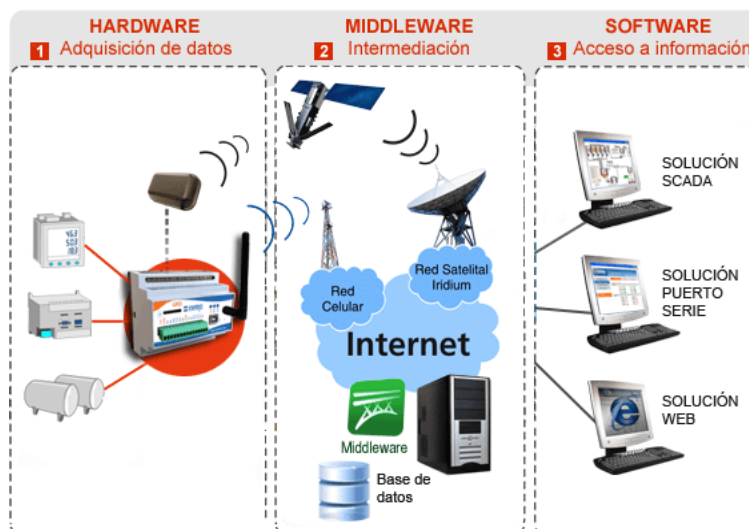 HARDWARE
1 Adquisición de datos
MIDDLEWARE
2 Intermediación
SOFTWARE
3 Acceso a información
SOLUCIÓN
SCADA
Red Satelital
Iridium
Red
Celular
SOLUCIÓN
PUERTO
SERIE
Internet
Middleware
SOLUCIÓN
WEB
Base de
datos